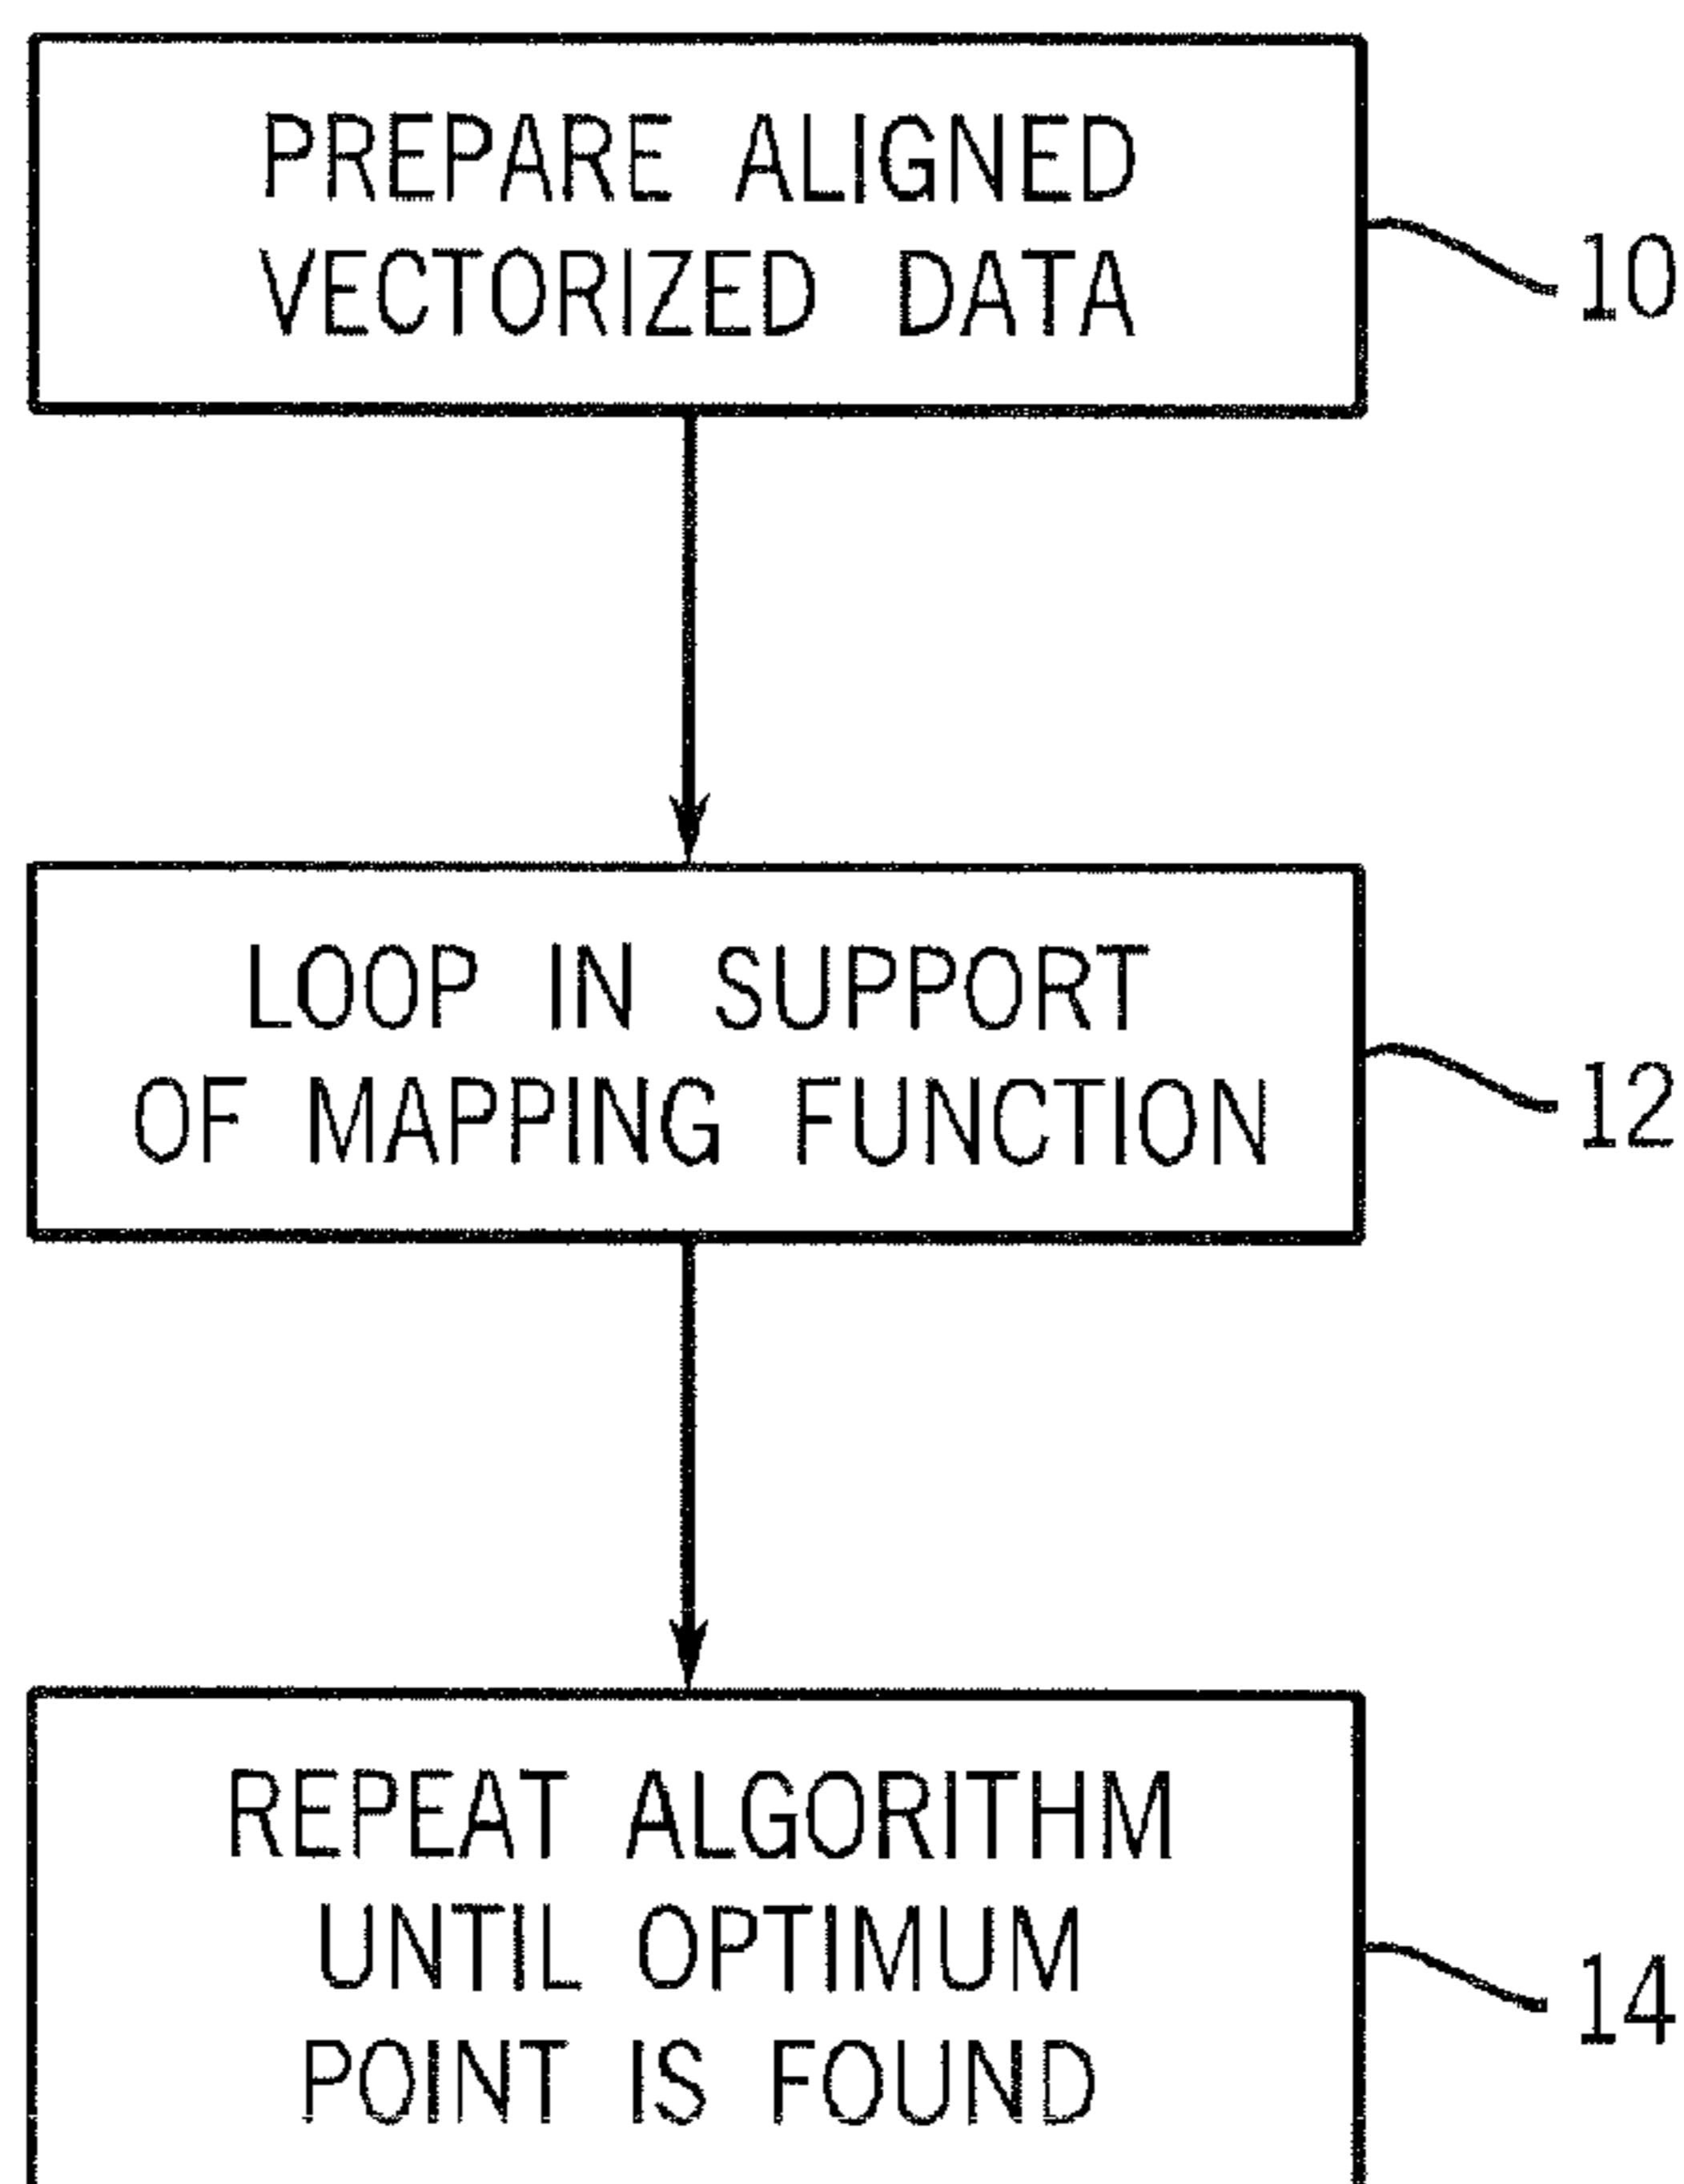 PREPARE ALIGNED
VECTORIZED DATA
10
LOOP IN SUPPORT
OF MAPPING FUNCTION
12
REPEAT ALGORITHM
UNTIL OPTIMUM
POINT IS FOUND
14